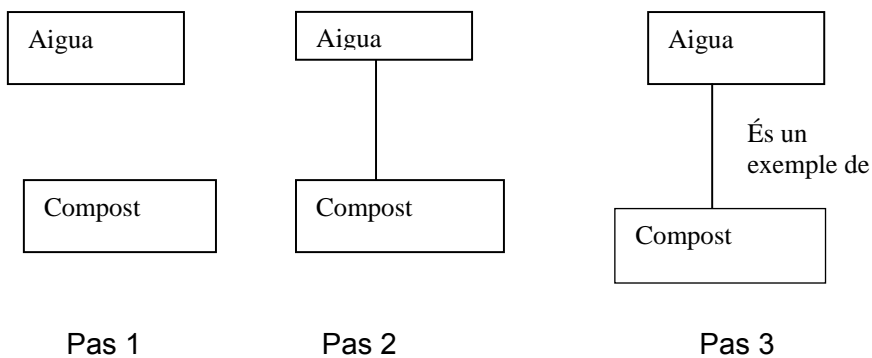 Aigua
Aigua
Aigua
És un
exemple de
Compost
Compost
Compost
Pas 1
Pas 2
Pas 3